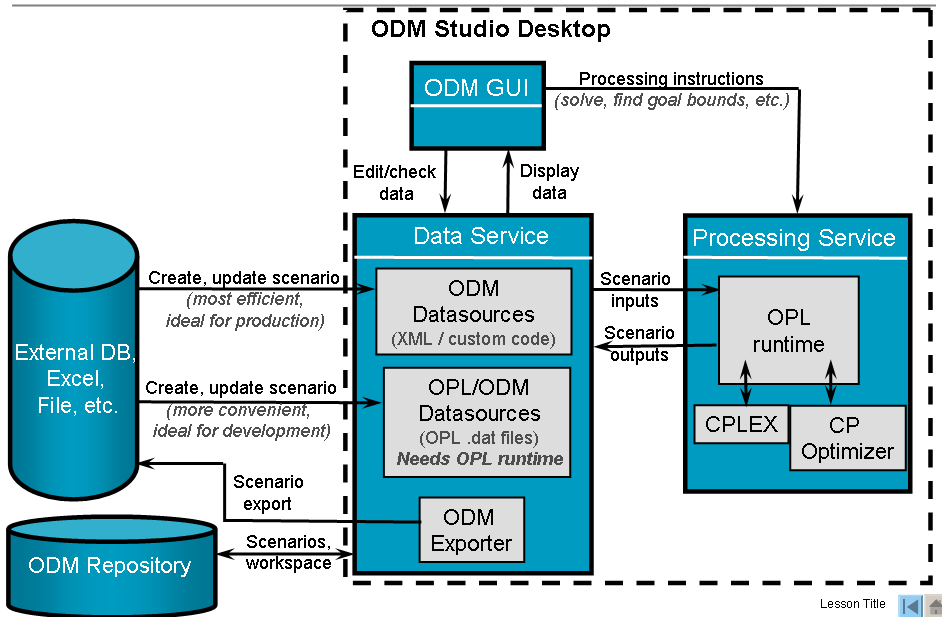 ODM Studio Desktop
ODM GUI
Processing instructions
(solve, find goal bounds, etc.)
Edit/check
data
Display
data
Data Service
Processing Service
External DB,
Excel,
File, etc.
Create, update scenario
(most efficient,
ideal for production)
ODM
Datasources
(XML / custom code)
Scenario
inputs
Scenario
outputs
OPL
runtime
Create, update scenario
(more convenient,
ideal for development)
OPL/ODM
Datasources
(OPL .dat files)
Needs OPL runtime
CPLEX
CP
Optimizer
Scenario
export
ODM
Exporter
ODM Repository
Scenarios,
workspace
Lesson Title